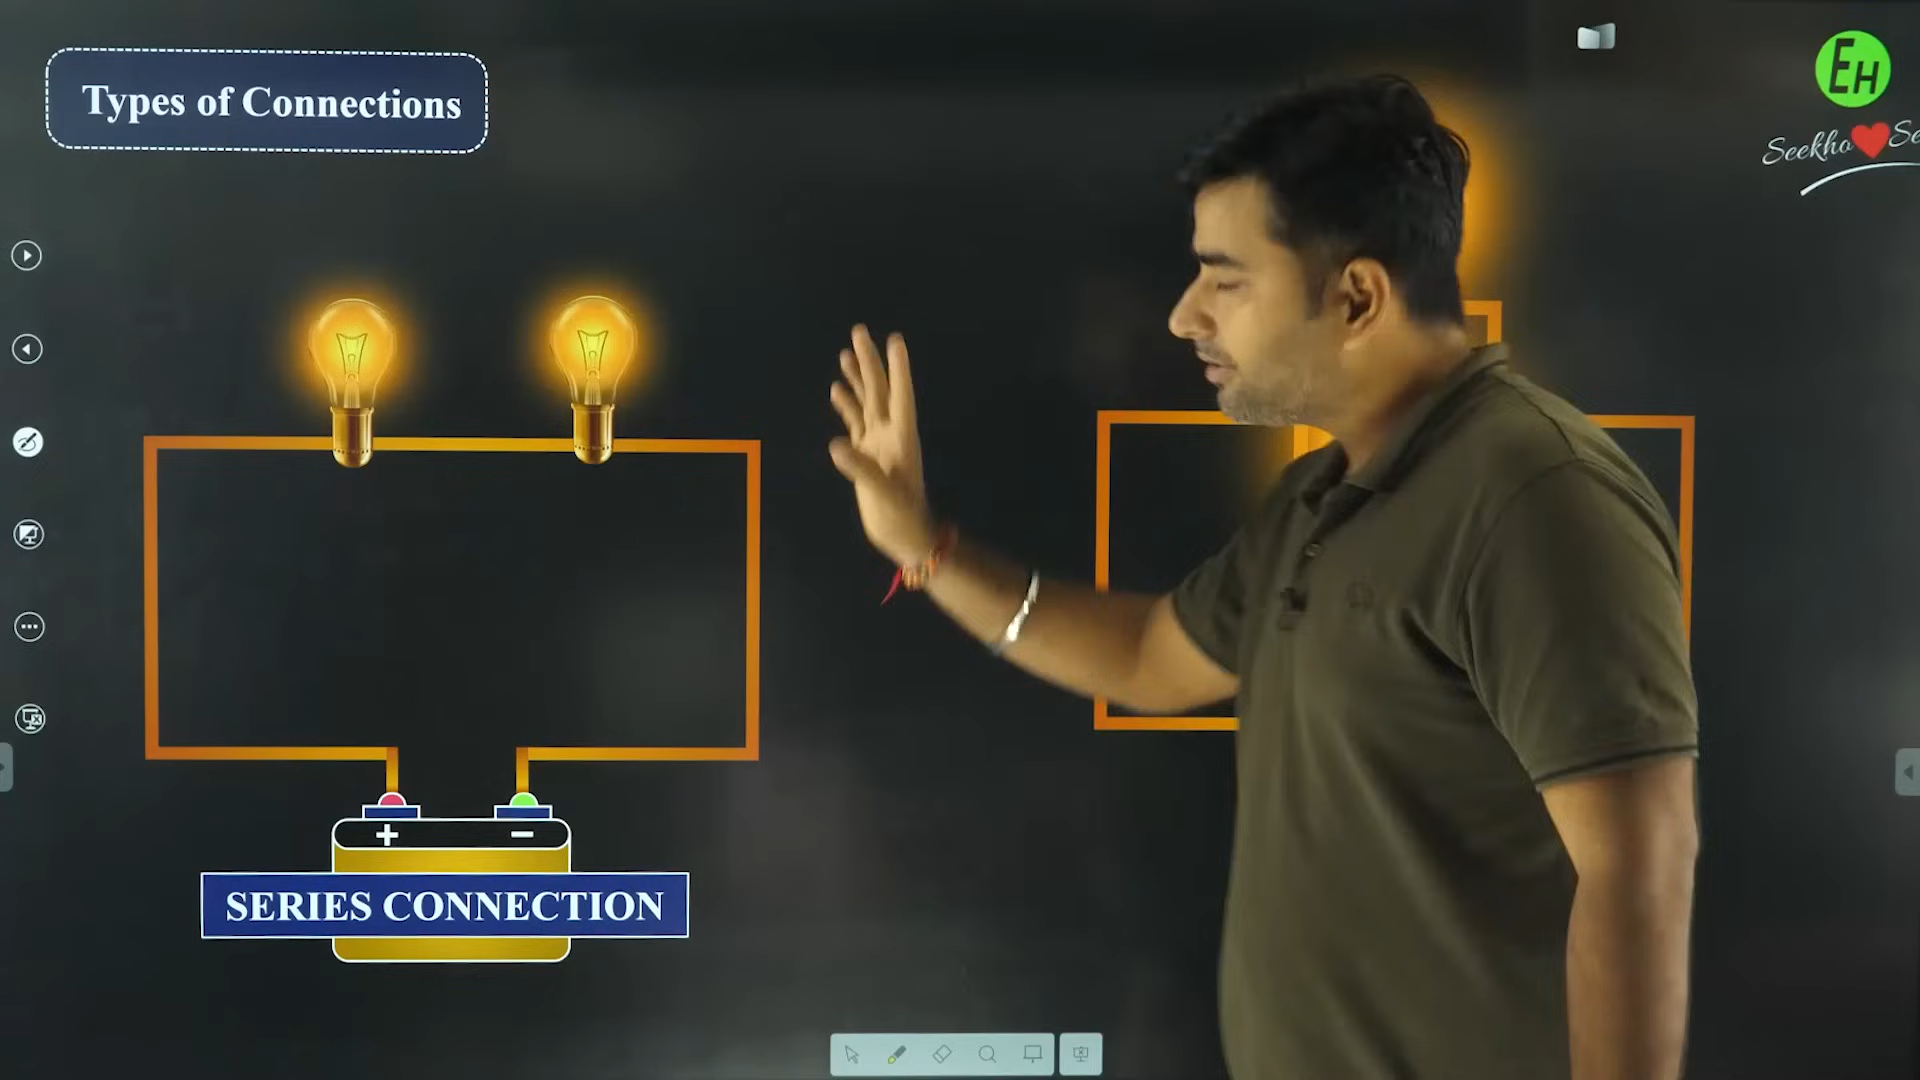 Types of Connections
EH
Seekho
+ −
SERIES CONNECTION